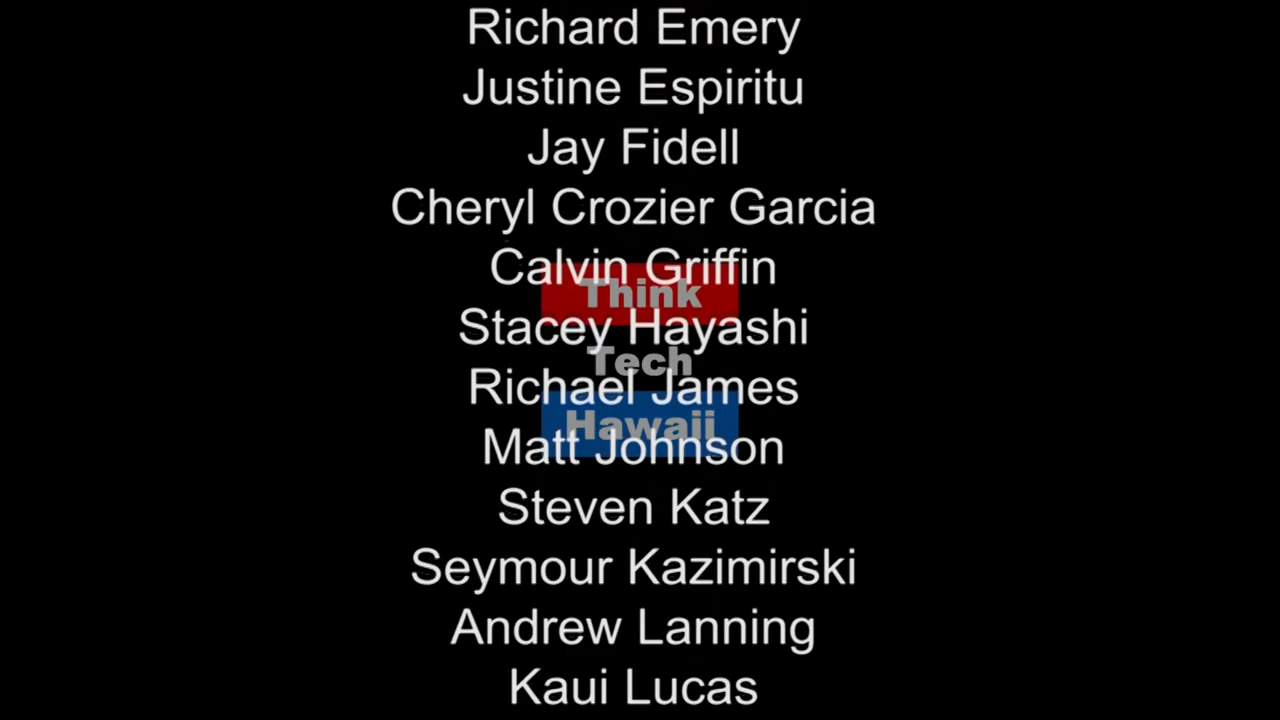 Richard Emery
Justine Espiritu
Jay Fidell
Cheryl Crozier Garcia
Calvin Griffin
Think
Stacey Hayashi
Tech
Richael James
Hawaii
Matt Johnson
Steven Katz
Seymour Kazimirski
Andrew Lanning
Kaui Lucas